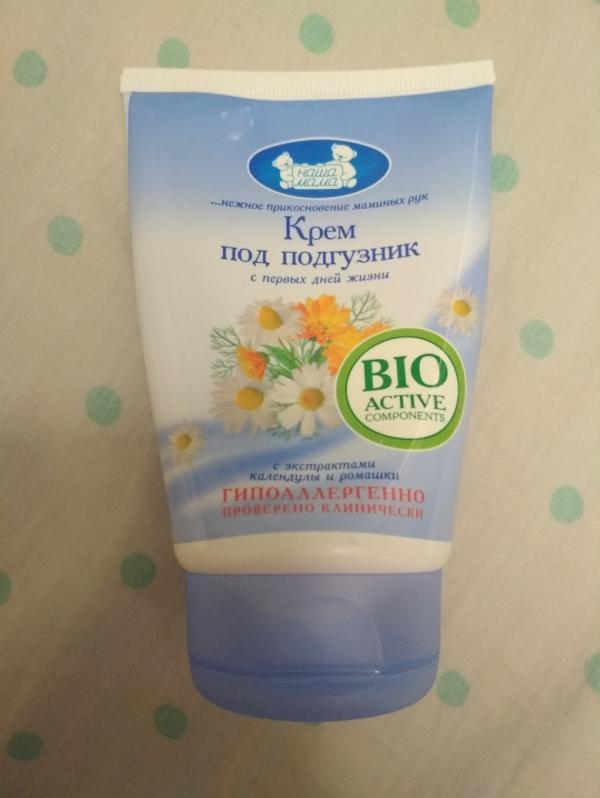 наша
мама
...нежное прикосновение маминых рук
Крем
под подгузник
с первых дней жизни
BIO
ACTIVE
COMPONENTS
с экстрактами
календулы и ромашки
ГИПОАЛЛЕРГЕННО
ПРОВЕРЕНО КЛИНИЧЕСКИ